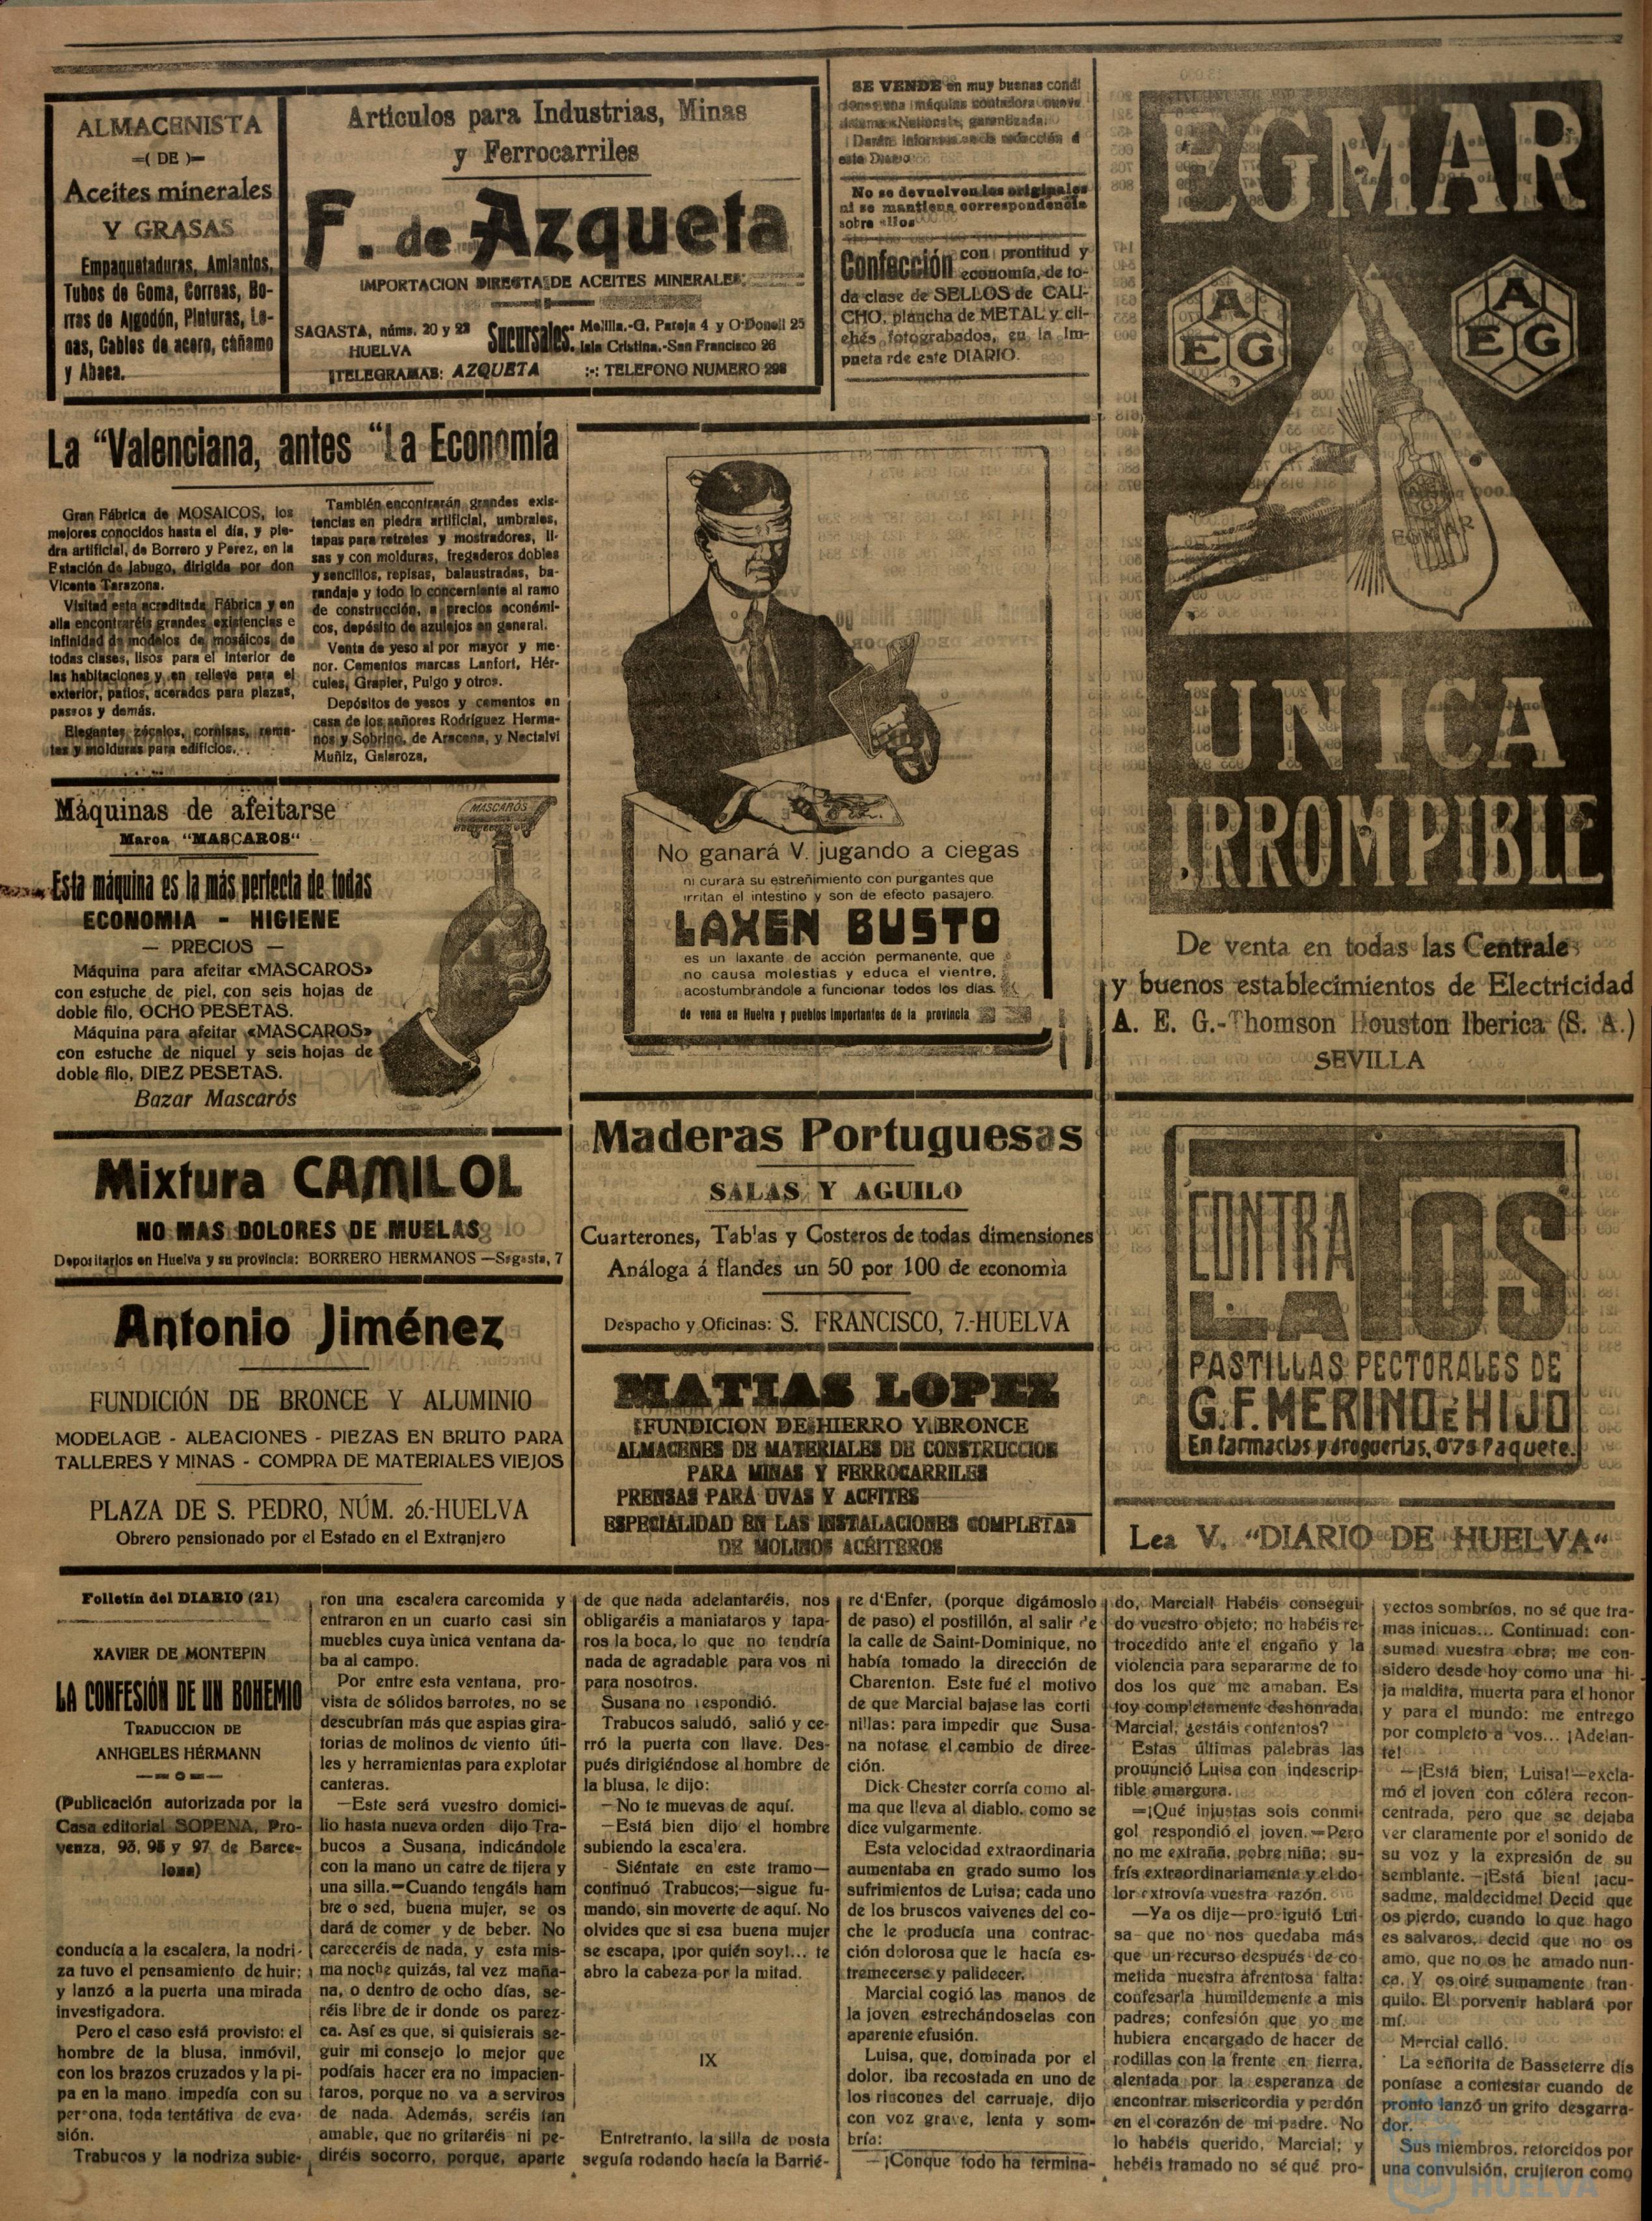 ALMACENISTA
=( DE )=
Aceites minerales
Y GRASAS
Empaquetaduras, Amiantos,
Tubos de Goma, Correas, Bo-
rras de Algodón, Pinturas, Lo-
nas, Cables de acero, cáñamo
y Abaca.
Artículos para Industrias, Minas
y Ferrocarriles
F. de Azqueta
IMPORTACION DIRECTA DE ACEITES MINERALES
SAGASTA, núms. 20 y 22
HUELVA
Sucursales: Melilla.-G. Pareja 4 y O'Donell 25
Isla Cristina.-San Francisco 26
TELEGRAMAS: AZQUETA :-: TELEFONO NUMERO 298
SE VENDE en muy buenas condi
ciones una máquina contadora nueva
sistema «National», garantizada.
Darán informes en la redacción d
este Diario
No se devuelven los originales
ni se mantiene correspondencia
sobre ellos
Confección con prontitud y
economía, de to-
da clase de SELLOS de CAU-
CHO, plancha de METAL y cli-
chés fotograbados, en la Im-
pneta rde este DIARIO.
EGMAR
AEG
AEG
EGMAR
UNICA
IRROMPIBLE
De venta en todas las Centrales
y buenos establecimientos de Electricidad
A. E. G.-Thomson Houston Iberica (S. A.)
SEVILLA
La "Valenciana, antes "La Economía
Gran Fábrica de MOSAICOS, los
mejores conocidos hasta el día, y pie-
dra artificial, de Borrero y Perez, en la
Estación de Jabugo, dirigida por don
Vicente Tarazona.
Visitad esta acreditada Fábrica y en
alla encontraréis grandes existencias e
infinidad de modelos de mosáicos de
todas clases, lisos para el interior de
las habitaciones y en relieve para el
exterior, patios, acerados para plazas,
paseos y demás.
Elegantes zócalos, cornisas, rema-
tes y molduras para edificios.
También encontrarán grandes exis-
tencias en piedra artificial, umbrales,
tapas para retretes y mostradores, li-
sas y con molduras, fregaderos dobles
y sencillos, repisas, balaustradas, ba-
randaje y todo lo concerniente al ramo
de construcción, a precios económi-
cos, depósito de azulejos en general.
Venta de yeso al por mayor y me-
nor. Cementos marcas Lanfort, Hér-
cules, Grapier, Pulgo y otros.
Depósitos de yesos y cementos en
casa de los señores Rodríguez Herma-
nos y Sobrino, de Aracena, y Nectalvi
Muñiz, Galaroza,
Máquinas de afeitarse
Marca "MASCAROS"
MASCARÓS
Esta máquina es la más perfecta de todas
ECONOMIA - HIGIENE
— PRECIOS —
Máquina para afeitar «MASCAROS»
con estuche de piel, con seis hojas de
doble filo, OCHO PESETAS.
Máquina para afeitar «MASCAROS»
con estuche de niquel y seis hojas de
doble filo, DIEZ PESETAS.
Bazar Mascarós
No ganará V. jugando a ciegas
ni curará su estreñimiento con purgantes que
irritan el intestino y son de efecto pasajero.
LAXEN BUSTO
es un laxante de acción permanente, que
no causa molestias y educa el vientre,
acostumbrándole a funcionar todos los días.
de vena en Huelva y pueblos importantes de la provincia
Mixtura CAMILOL
NO MAS DOLORES DE MUELAS
Depositarios en Huelva y su provincia: BORRERO HERMANOS —Sagasta, 7
Antonio Jiménez
FUNDICIÓN DE BRONCE Y ALUMINIO
MODELAGE - ALEACIONES - PIEZAS EN BRUTO PARA
TALLERES Y MINAS - COMPRA DE MATERIALES VIEJOS
PLAZA DE S. PEDRO, NÚM. 26.-HUELVA
Obrero pensionado por el Estado en el Extranjero
Maderas Portuguesas
SALAS Y AGUILO
Cuarterones, Tablas y Costeros de todas dimensiones
Análoga á flandes un 50 por 100 de economìa
Despacho y Oficinas: S. FRANCISCO, 7.-HUELVA
MATIAS LOPEZ
FUNDICION DE HIERRO Y BRONCE
ALMACENES DE MATERIALES DE CONSTRUCCION
PARA MINAS Y FERROCARRILES
PRENSAS PARA UVAS Y ACEITES
ESPECIALIDAD EN LAS INSTALACIONES COMPLETAS
DE MOLINOS ACEITEROS
CONTRA LA TOS
PASTILLAS PECTORALES DE
G.F. MERINO E HIJO
En farmacias y droguerias, 0'75 Paquete.
Lea V. "DIARIO DE HUELVA"
Folletín del DIARIO (21)
XAVIER DE MONTEPIN
LA CONFESIÓN DE UN BOHEMIO
TRADUCCION DE
ANHGELES HÉRMANN
(Publicación autorizada por la
Casa editorial SOPENA, Pro-
venza, 93, 95 y 97 de Barce-
lona)
conducía a la escalera, la nodri-
za tuvo el pensamiento de huir;
y lanzó a la puerta una mirada
investigadora.
Pero el caso está provisto: el
hombre de la blusa, inmóvil,
con los brazos cruzados y la pi-
pa en la mano impedía con su
persona, toda tentátiva de eva-
sión.
Trabucos y la nodriza subie-
ron una escalera carcomida y
entraron en un cuarto casi sin
muebles cuya ùnica ventana da-
ba al campo.
Por entre esta ventana, pro-
vista de sólidos barrotes, no se
descubrían más que aspias gira-
torias de molinos de viento úti-
les y herramientas para explotar
canteras.
—Este será vuestro domici-
lio hasta nueva orden dijo Tra-
bucos a Susana, indicándole
con la mano un catre de tijera y
una silla.—Cuando tengáis ham
bre o sed, buena mujer, se os
dará de comer y de beber. No
careceréis de nada, y esta mis-
ma noche quizás, tal vez maña-
na, o dentro de ocho días, se-
réis libre de ir donde os parez-
ca. Así es que, si quisierais se-
guir mi consejo lo mejor que
podíais hacer era no impacien-
taros, porque no va a serviros
de nada. Además, seréis tan
amable, que no gritaréis ni pe-
diréis socorro, porque, aparte
de que nada adelantaréis, nos
obligaréis a maniataros y tapa-
ros la boca, lo que no tendría
nada de agradable para vos ni
para nosotros.
Susana no respondió.
Trabucos saludó, salió y ce-
rró la puerta con llave. Des-
pués dirigiéndose al hombre de
la blusa, le dijo:
—No te muevas de aquí.
—Está bien dijo el hombre
subiendo la escalera.
Siéntate en este tramo—
continuó Trabucos;—sigue fu-
mando, sin moverte de aquí. No
olvides que si esa buena mujer
se escapa, ¡por quién soy!... te
abro la cabeza por la mitad.
IX
Entretranto, la silla de posta
seguía rodando hacía la Barrié-
re d'Enfer, (porque digámoslo
de paso) el postillón, al salir de
la calle de Saint-Dominique, no
había tomado la dirección de
Charenton. Este fué el motivo
de que Marcial bajase las corti
nillas: para impedir que Susa-
na notase el cambio de direc-
ción.
Dick-Chester corría como al-
ma que lleva al diablo, como se
dice vulgarmente.
Esta velocidad extraordinaria
aumentaba en grado sumo los
sufrimientos de Luisa; cada uno
de los bruscos vaivenes del co-
che le producía una contrac-
ción dolorosa que le hacía es-
tremecerse y palidecer.
Marcial cogió las manos de
la joven estrechándoselas con
aparente efusión.
Luisa, que, dominada por el
dolor, iba recostada en uno de
los rincones del carruaje, dijo
con voz grave, lenta y som-
bría:
—¡Conque todo ha termina-
do, Marcial! Habéis consegui-
do vuestro objeto; no habéis re-
trocedido ante el engaño y la
violencia para separarme de to
dos los que me amaban. Es
toy completamente deshonrada,
Marcial; ¿estáis contentos?
Estas últimas palabras las
pronunció Luisa con indescrip-
tible amargura.
—¡Qué injustas sois conmi-
go! respondió el joven.—Pero
no me extraña, pobre niña; su-
frís extraordinariamente y el do-
lor extrovía vuestra razón.
—Ya os dije—prosiguió Lui-
sa- que no nos quedaba más
que un recurso después de co-
metida nuestra afrentosa falta:
confesarla humildemente a mis
padres; confesión que yo me
hubiera encargado de hacer de
rodillas con la frente en tierra,
alentada por la esperanza de
encontrar misericordia y perdón
en el corazón de mi padre. No
lo habéis querido, Marcial; y
hebéis tramado no sé qué pro-
yectos sombríos, no sé que tra-
mas inicuas... Continuad: con-
sumad vuestra obra; me con-
sidero desde hoy como una hi-
ja maldita, muerta para el honor
y para el mundo: me entrego
por completo a vos... ¡Adelan-
te!
—¡Está bien, Luisa!—excla-
mó el joven con cólera recon-
centrada, pero que se dejaba
ver claramente por el sonido de
su voz y la expresión de su
semblante. —¡Está bien! ¡acu-
sadme, maldecidme! Decid que
os pierdo, cuando lo que hago
es salvaros, decid que no os
amo, que no os he amado nun-
ca. Y os oiré sumamente tran-
quilo. El porvenir hablará por
mí.
Marcial calló.
La señorita de Basseterre dis
poníase a contestar cuando de
pronto lanzó un grito desgarra-
dor.
Sus miembros, retorcidos por
una convulsión, crujieron como
HUELVA